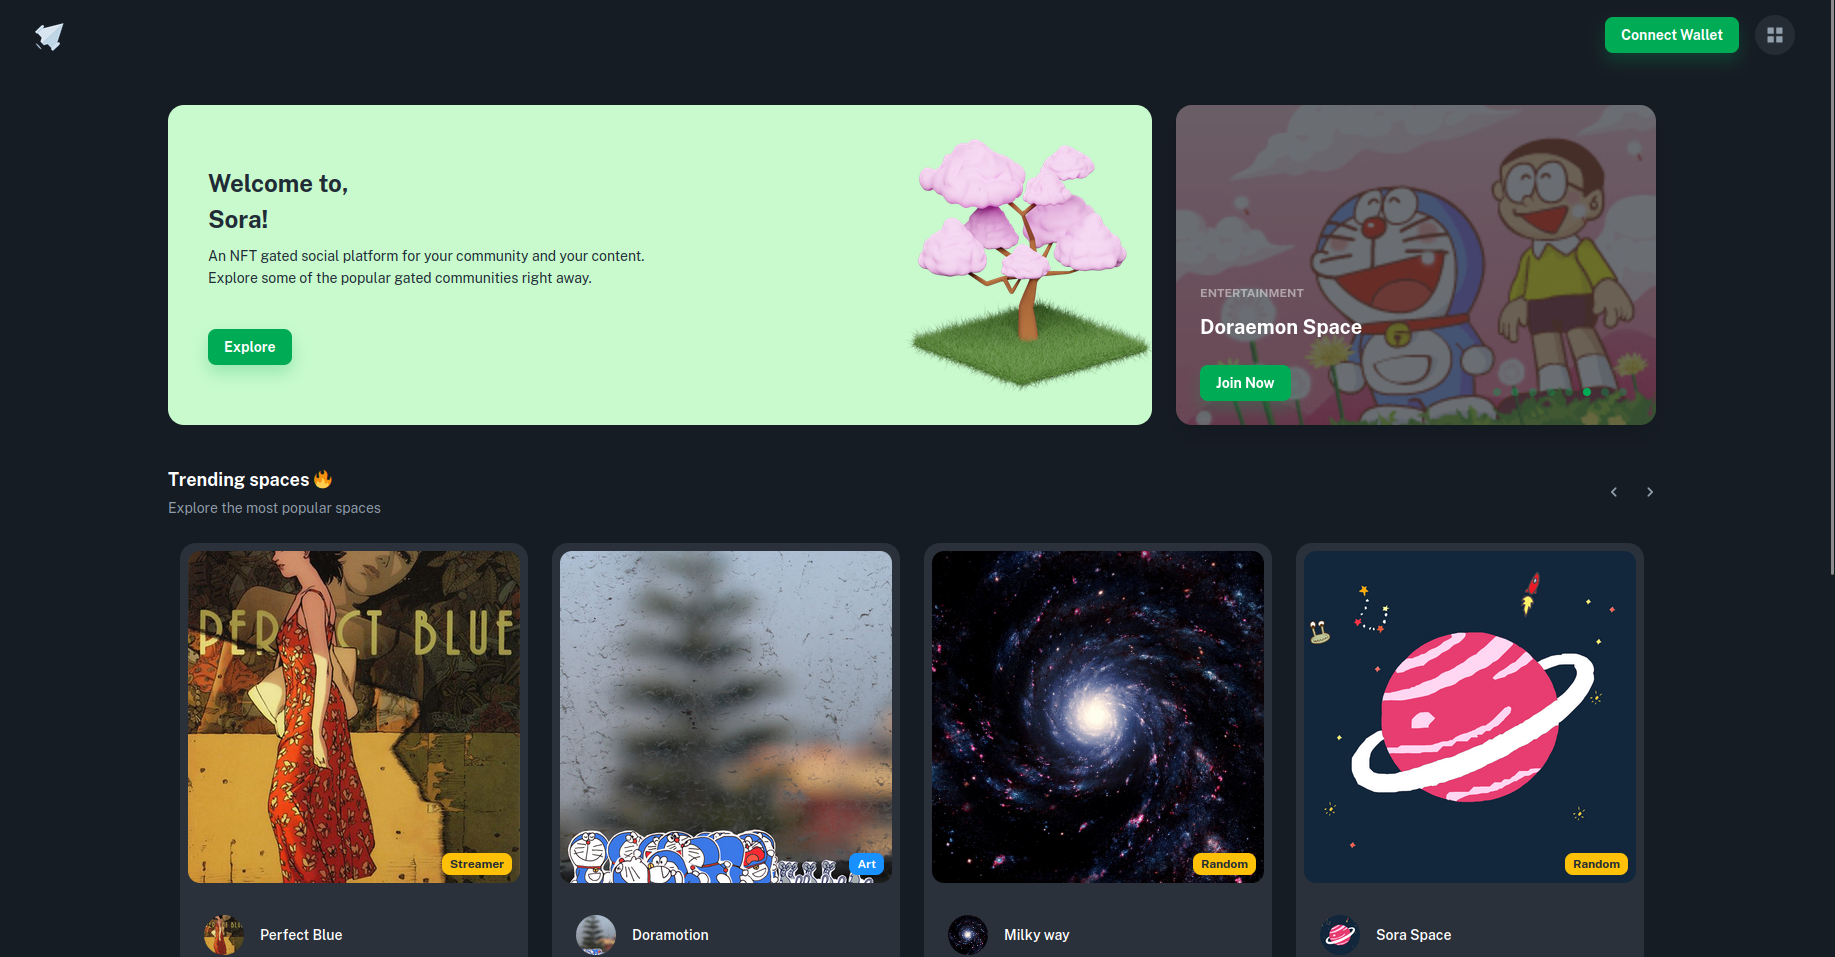 Connect Wallet
Welcome to,
Sora!
An NFT gated social platform for your community and your content.
Explore some of the popular gated communities right away.
Explore
ENTERTAINMENT
Doraemon Space
Join Now
Trending spaces🔥
Explore the most popular spaces
PERFECT BLUE
Streamer
Art
Random
Random
Perfect Blue
Doramotion
Milky way
Sora Space